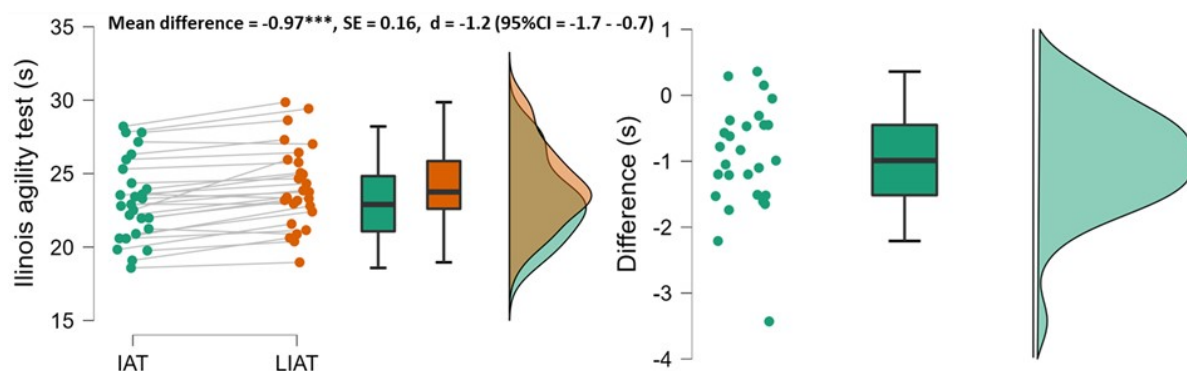 Mean difference = -0.97***, SE = 0.16, d = -1.2 (95%CI = -1.7 - -0.7)
Ilinois agility test (s)
35
30
25
20
15
IAT
LIAT
Difference (s)
1
0
-1
-2
-3
-4